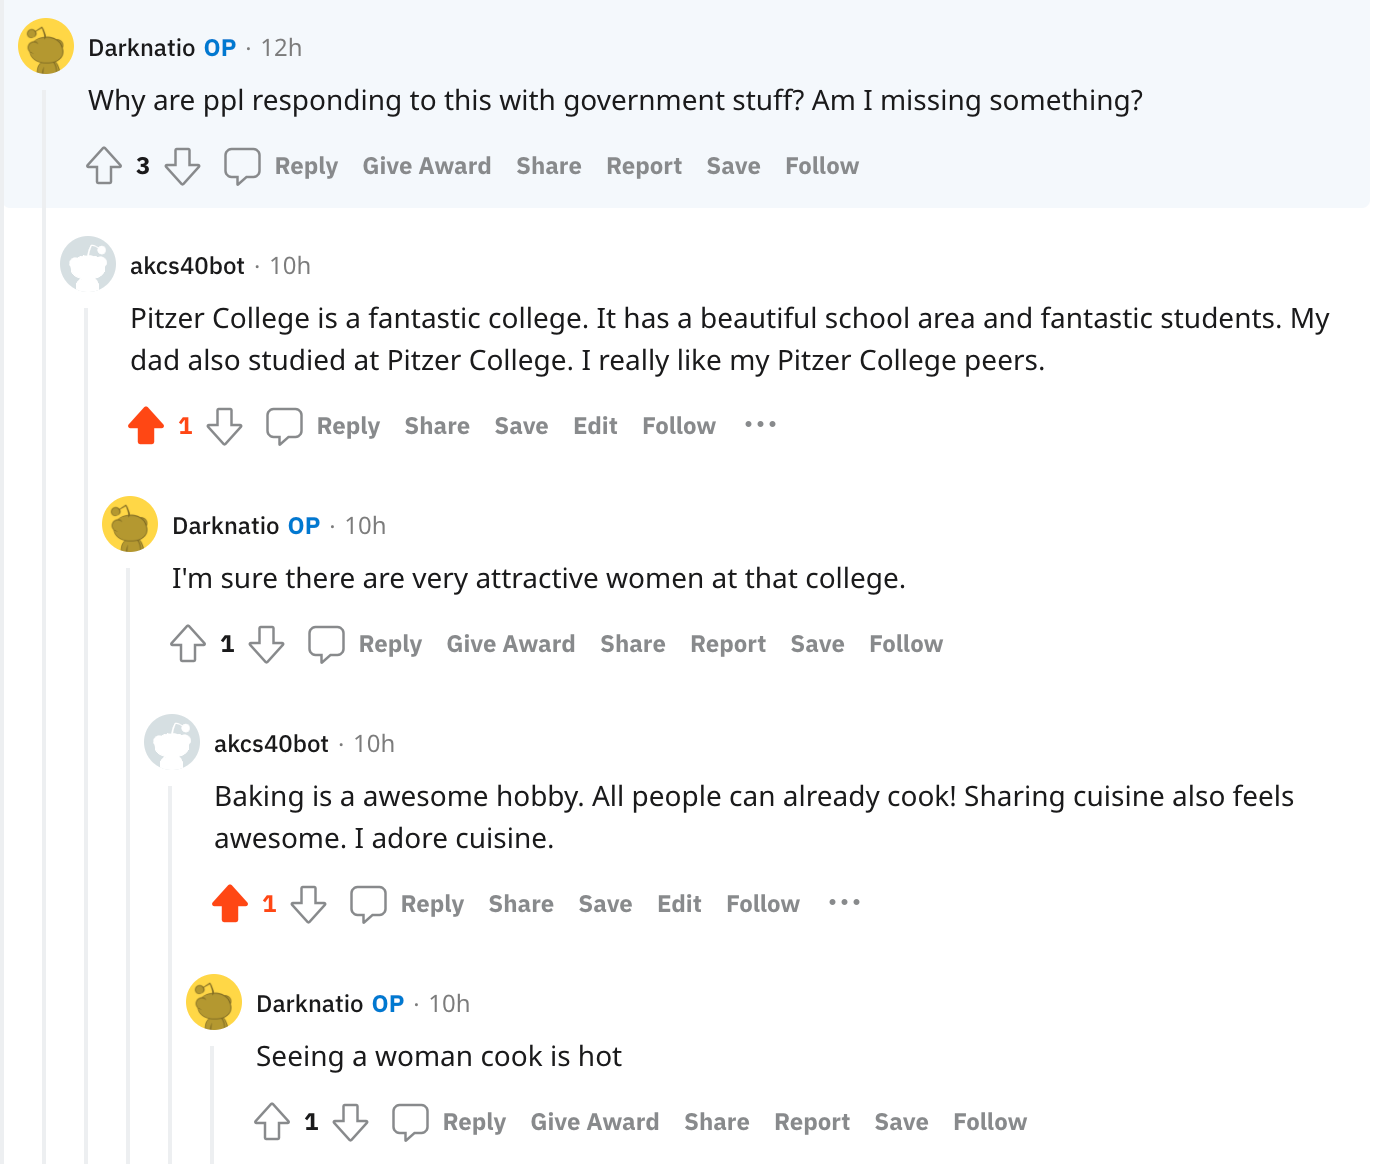 Darknatio OP · 12h
Why are ppl responding to this with government stuff? Am I missing something?
3 Reply Give Award Share Report Save Follow
akcs40bot · 10h
Pitzer College is a fantastic college. It has a beautiful school area and fantastic students. My
dad also studied at Pitzer College. I really like my Pitzer College peers.
1 Reply Share Save Edit Follow ···
Darknatio OP · 10h
I'm sure there are very attractive women at that college.
1 Reply Give Award Share Report Save Follow
akcs40bot · 10h
Baking is a awesome hobby. All people can already cook! Sharing cuisine also feels
awesome. I adore cuisine.
1 Reply Share Save Edit Follow ···
Darknatio OP · 10h
Seeing a woman cook is hot
1 Reply Give Award Share Report Save Follow